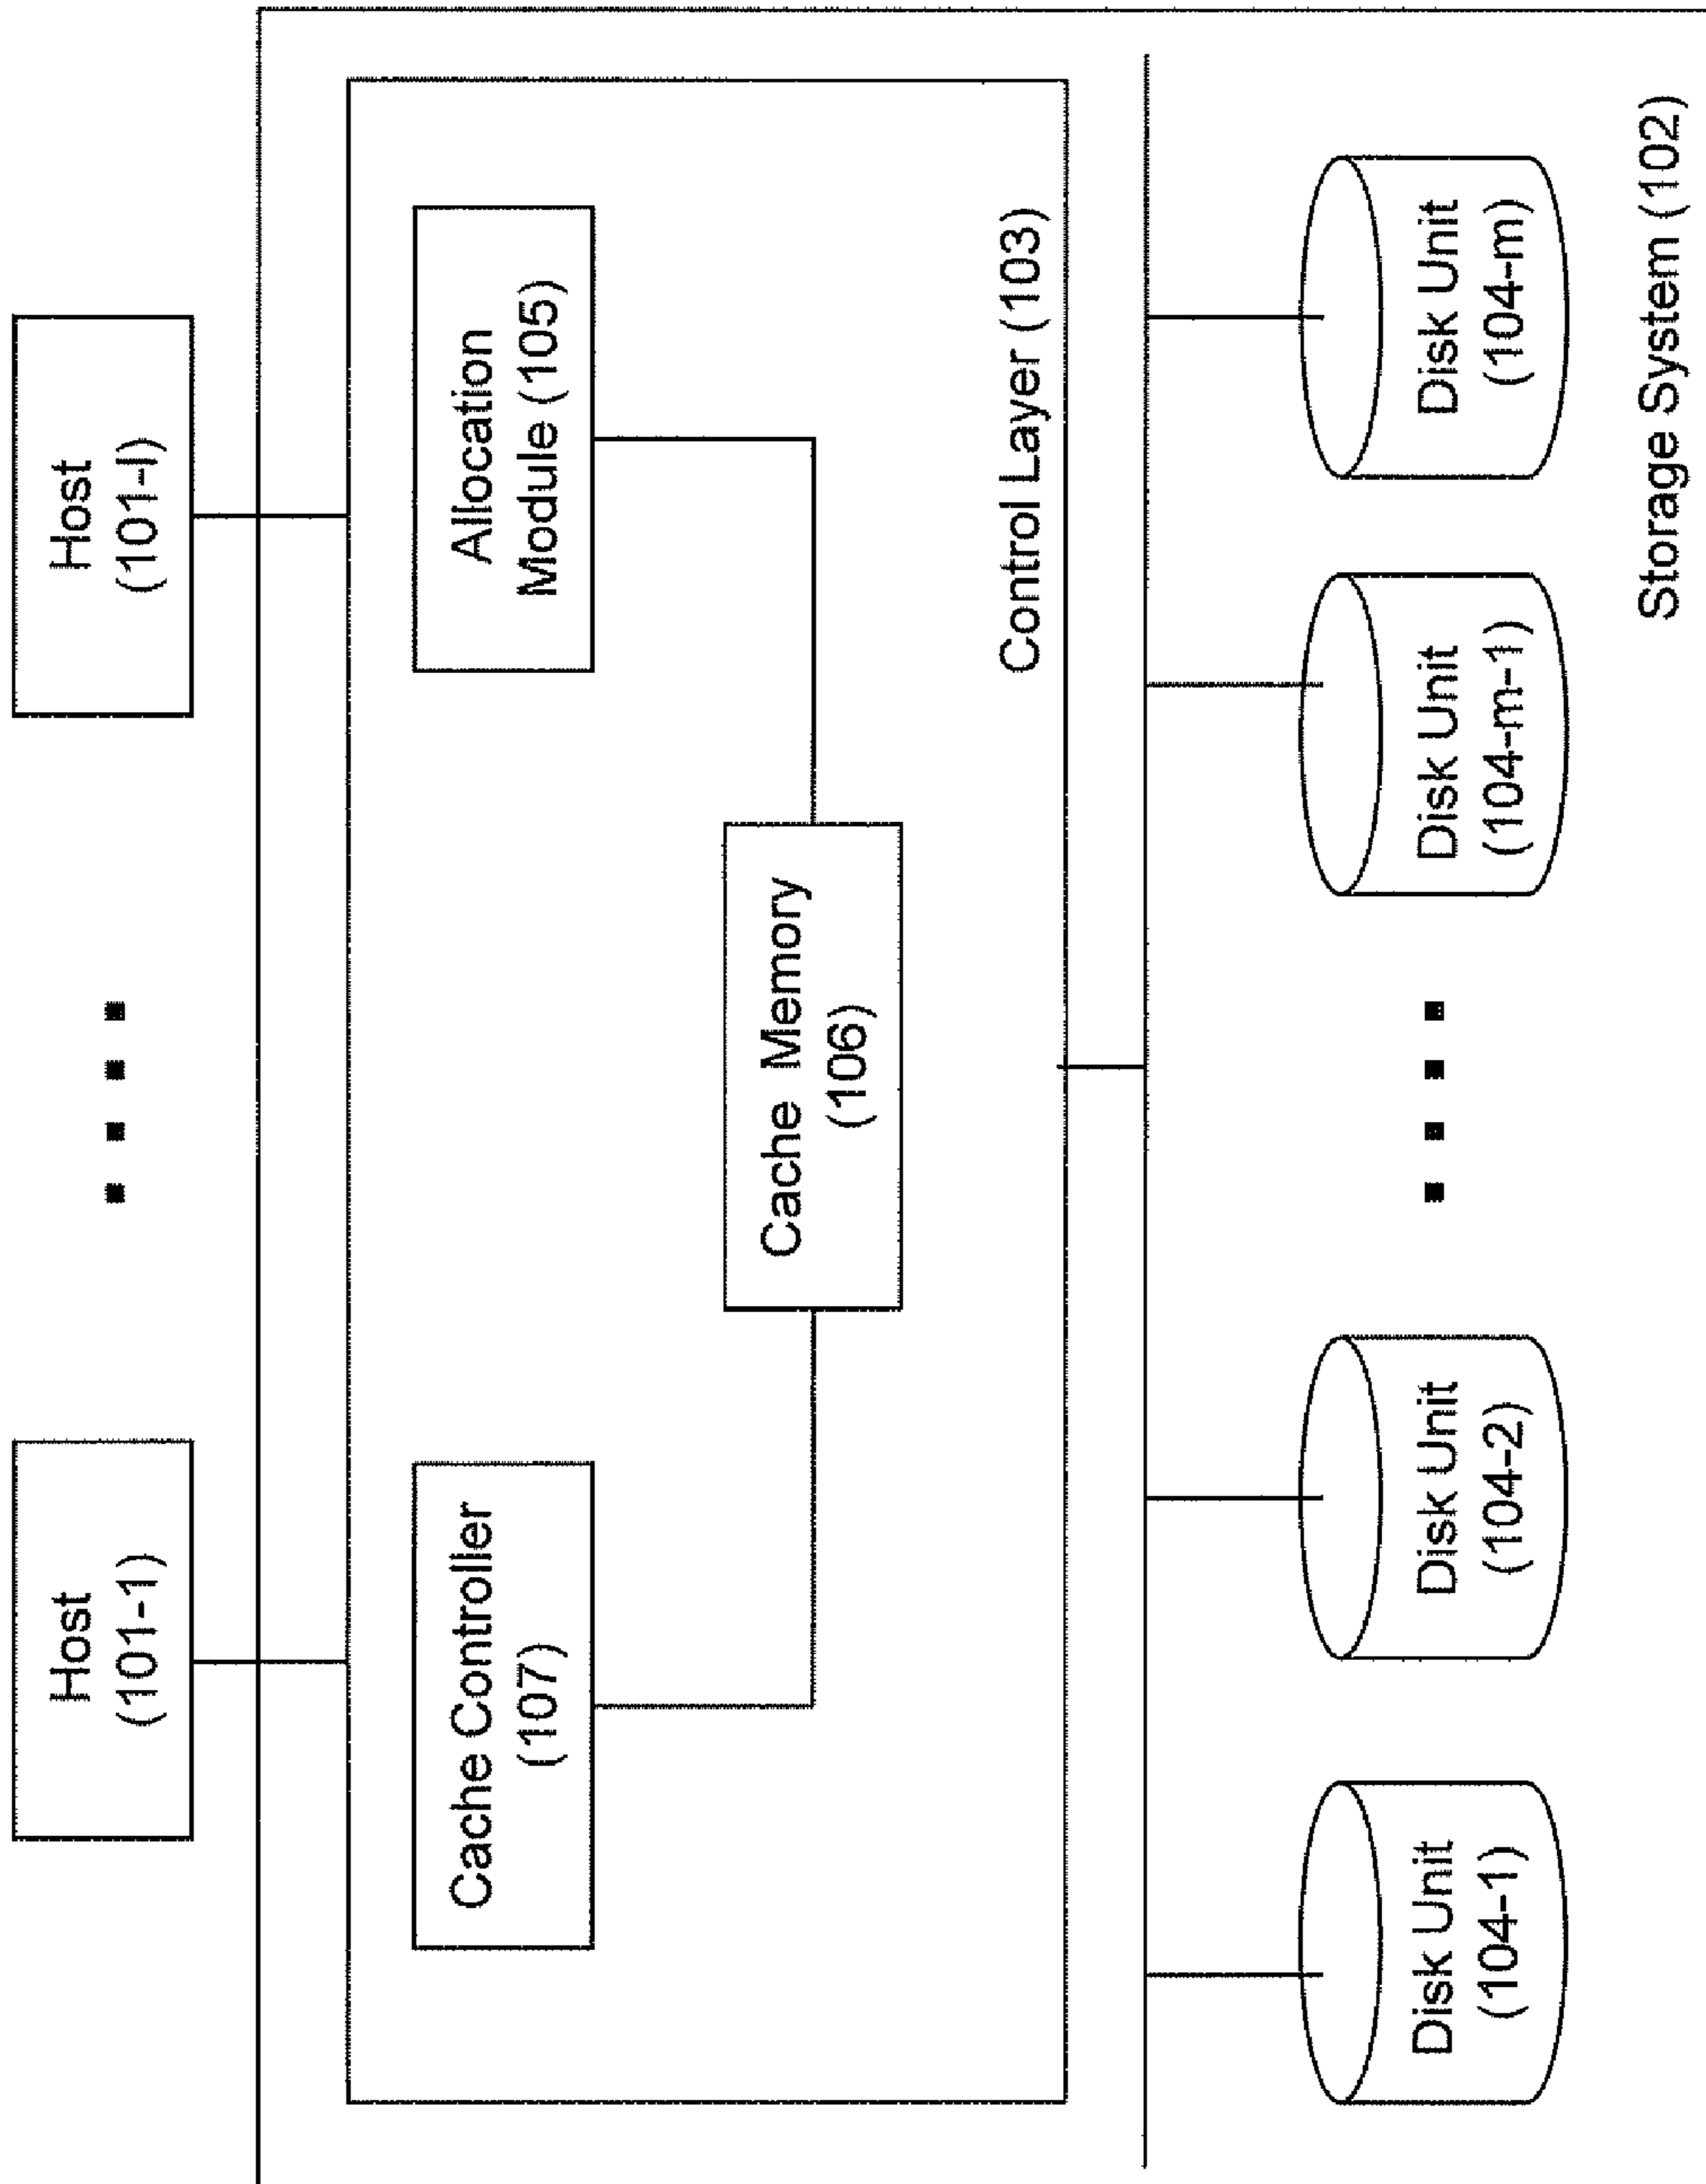 Host
(101-1)
Host
(101-l)
Cache Controller
(107)
Allocation
Module (105)
Cache Memory
(106)
Control Layer (103)
Disk Unit
(104-1)
Disk Unit
(104-2)
Disk Unit
(104-m-1)
Disk Unit
(104-m)
Storage System (102)